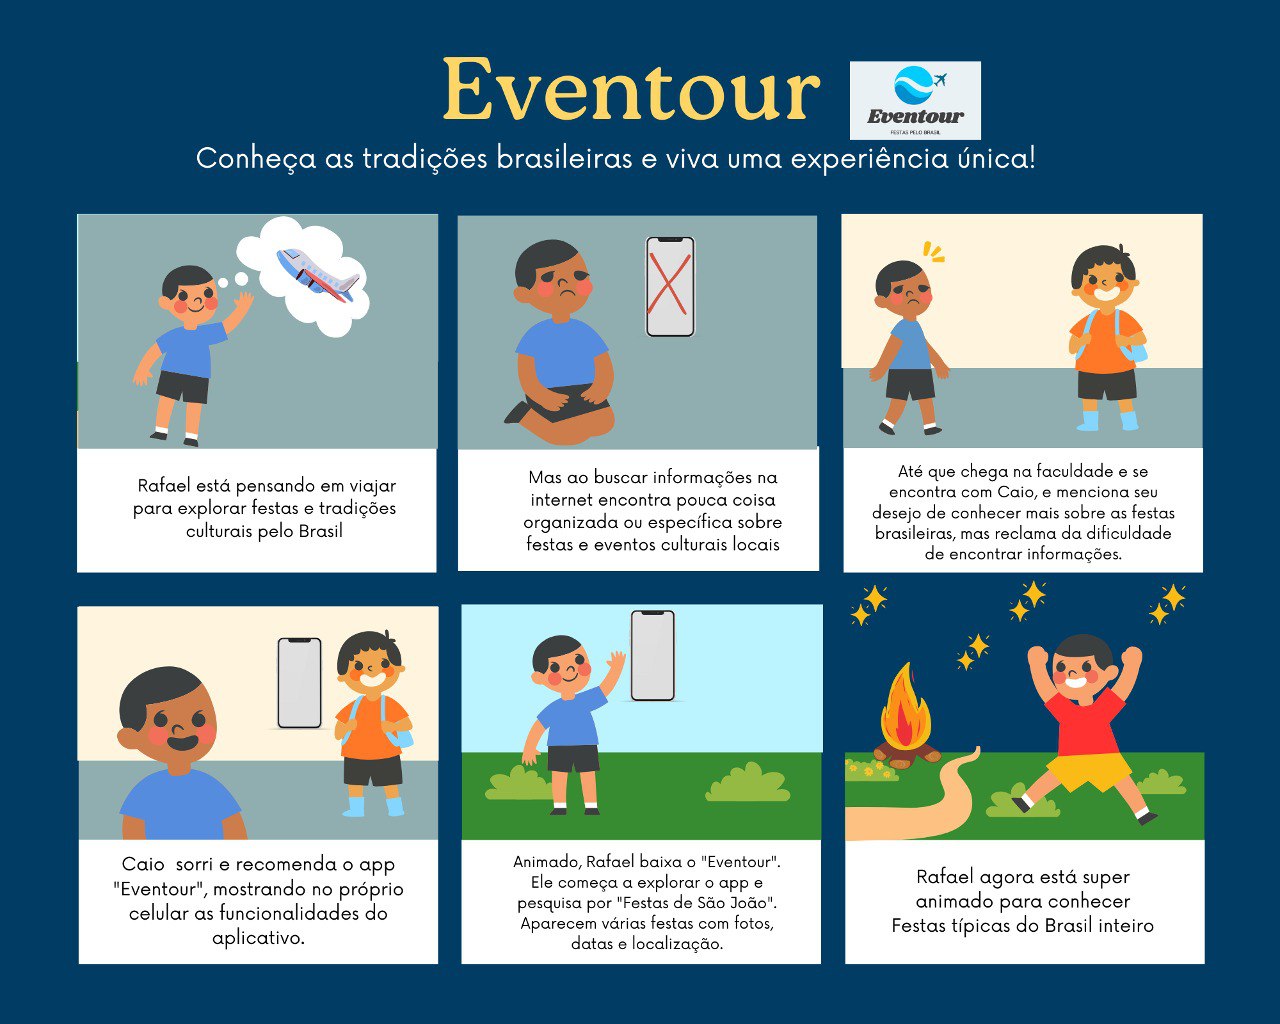 Eventour
Eventour
FESTAS PELO BRASIL
Conheça as tradições brasileiras e viva uma experiência única!
Rafael está pensando em viajar
para explorar festas e tradições
culturais pelo Brasil
Mas ao buscar informações na
internet encontra pouca coisa
organizada ou específica sobre
festas e eventos culturais locais
Até que chega na faculdade e se
encontra com Caio, e menciona seu
desejo de conhecer mais sobre as festas
brasileiras, mas reclama da dificuldade
de encontrar informações.
Caio sorri e recomenda o app
"Eventour", mostrando no próprio
celular as funcionalidades do
aplicativo.
Animado, Rafael baixa o "Eventour".
Ele começa a explorar o app e
pesquisa por "Festas de São João".
Aparecem várias festas com fotos,
datas e localização.
Rafael agora está super
animado para conhecer
Festas típicas do Brasil inteiro